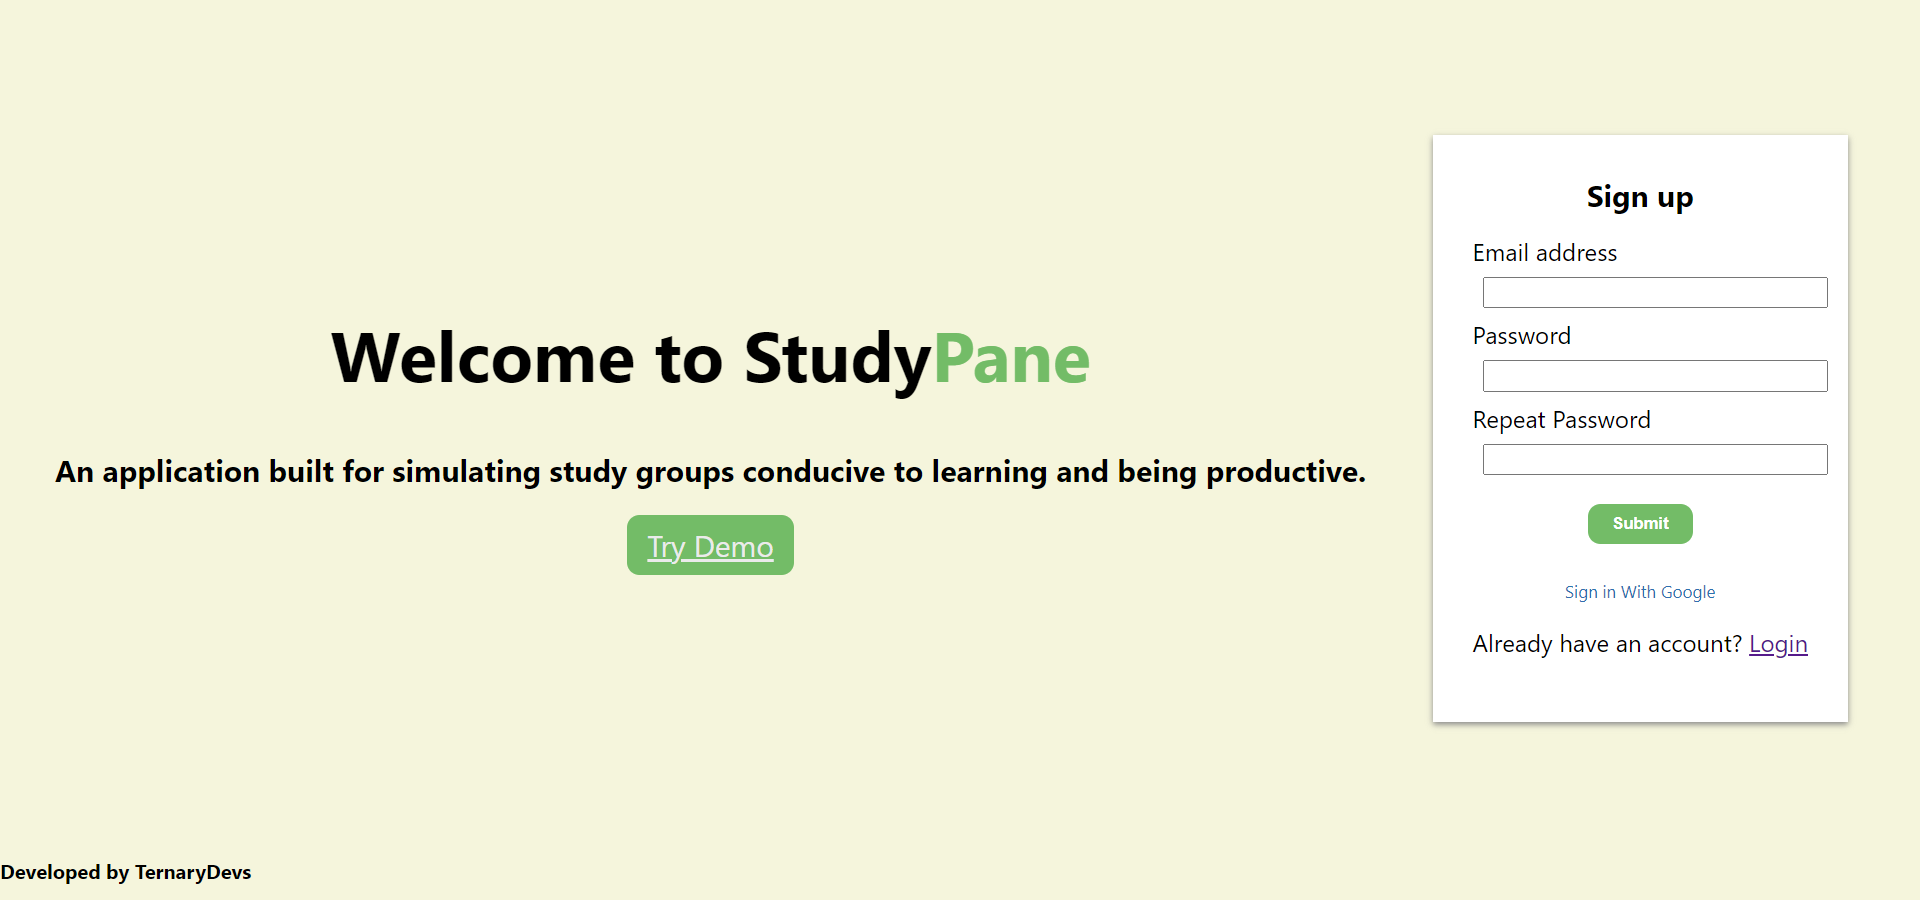 Welcome to StudyPane
An application built for simulating study groups conducive to learning and being productive.
Try Demo
Sign up
Email address
Password
Repeat Password
Submit
Sign in With Google
Already have an account? Login
Developed by TernaryDevs